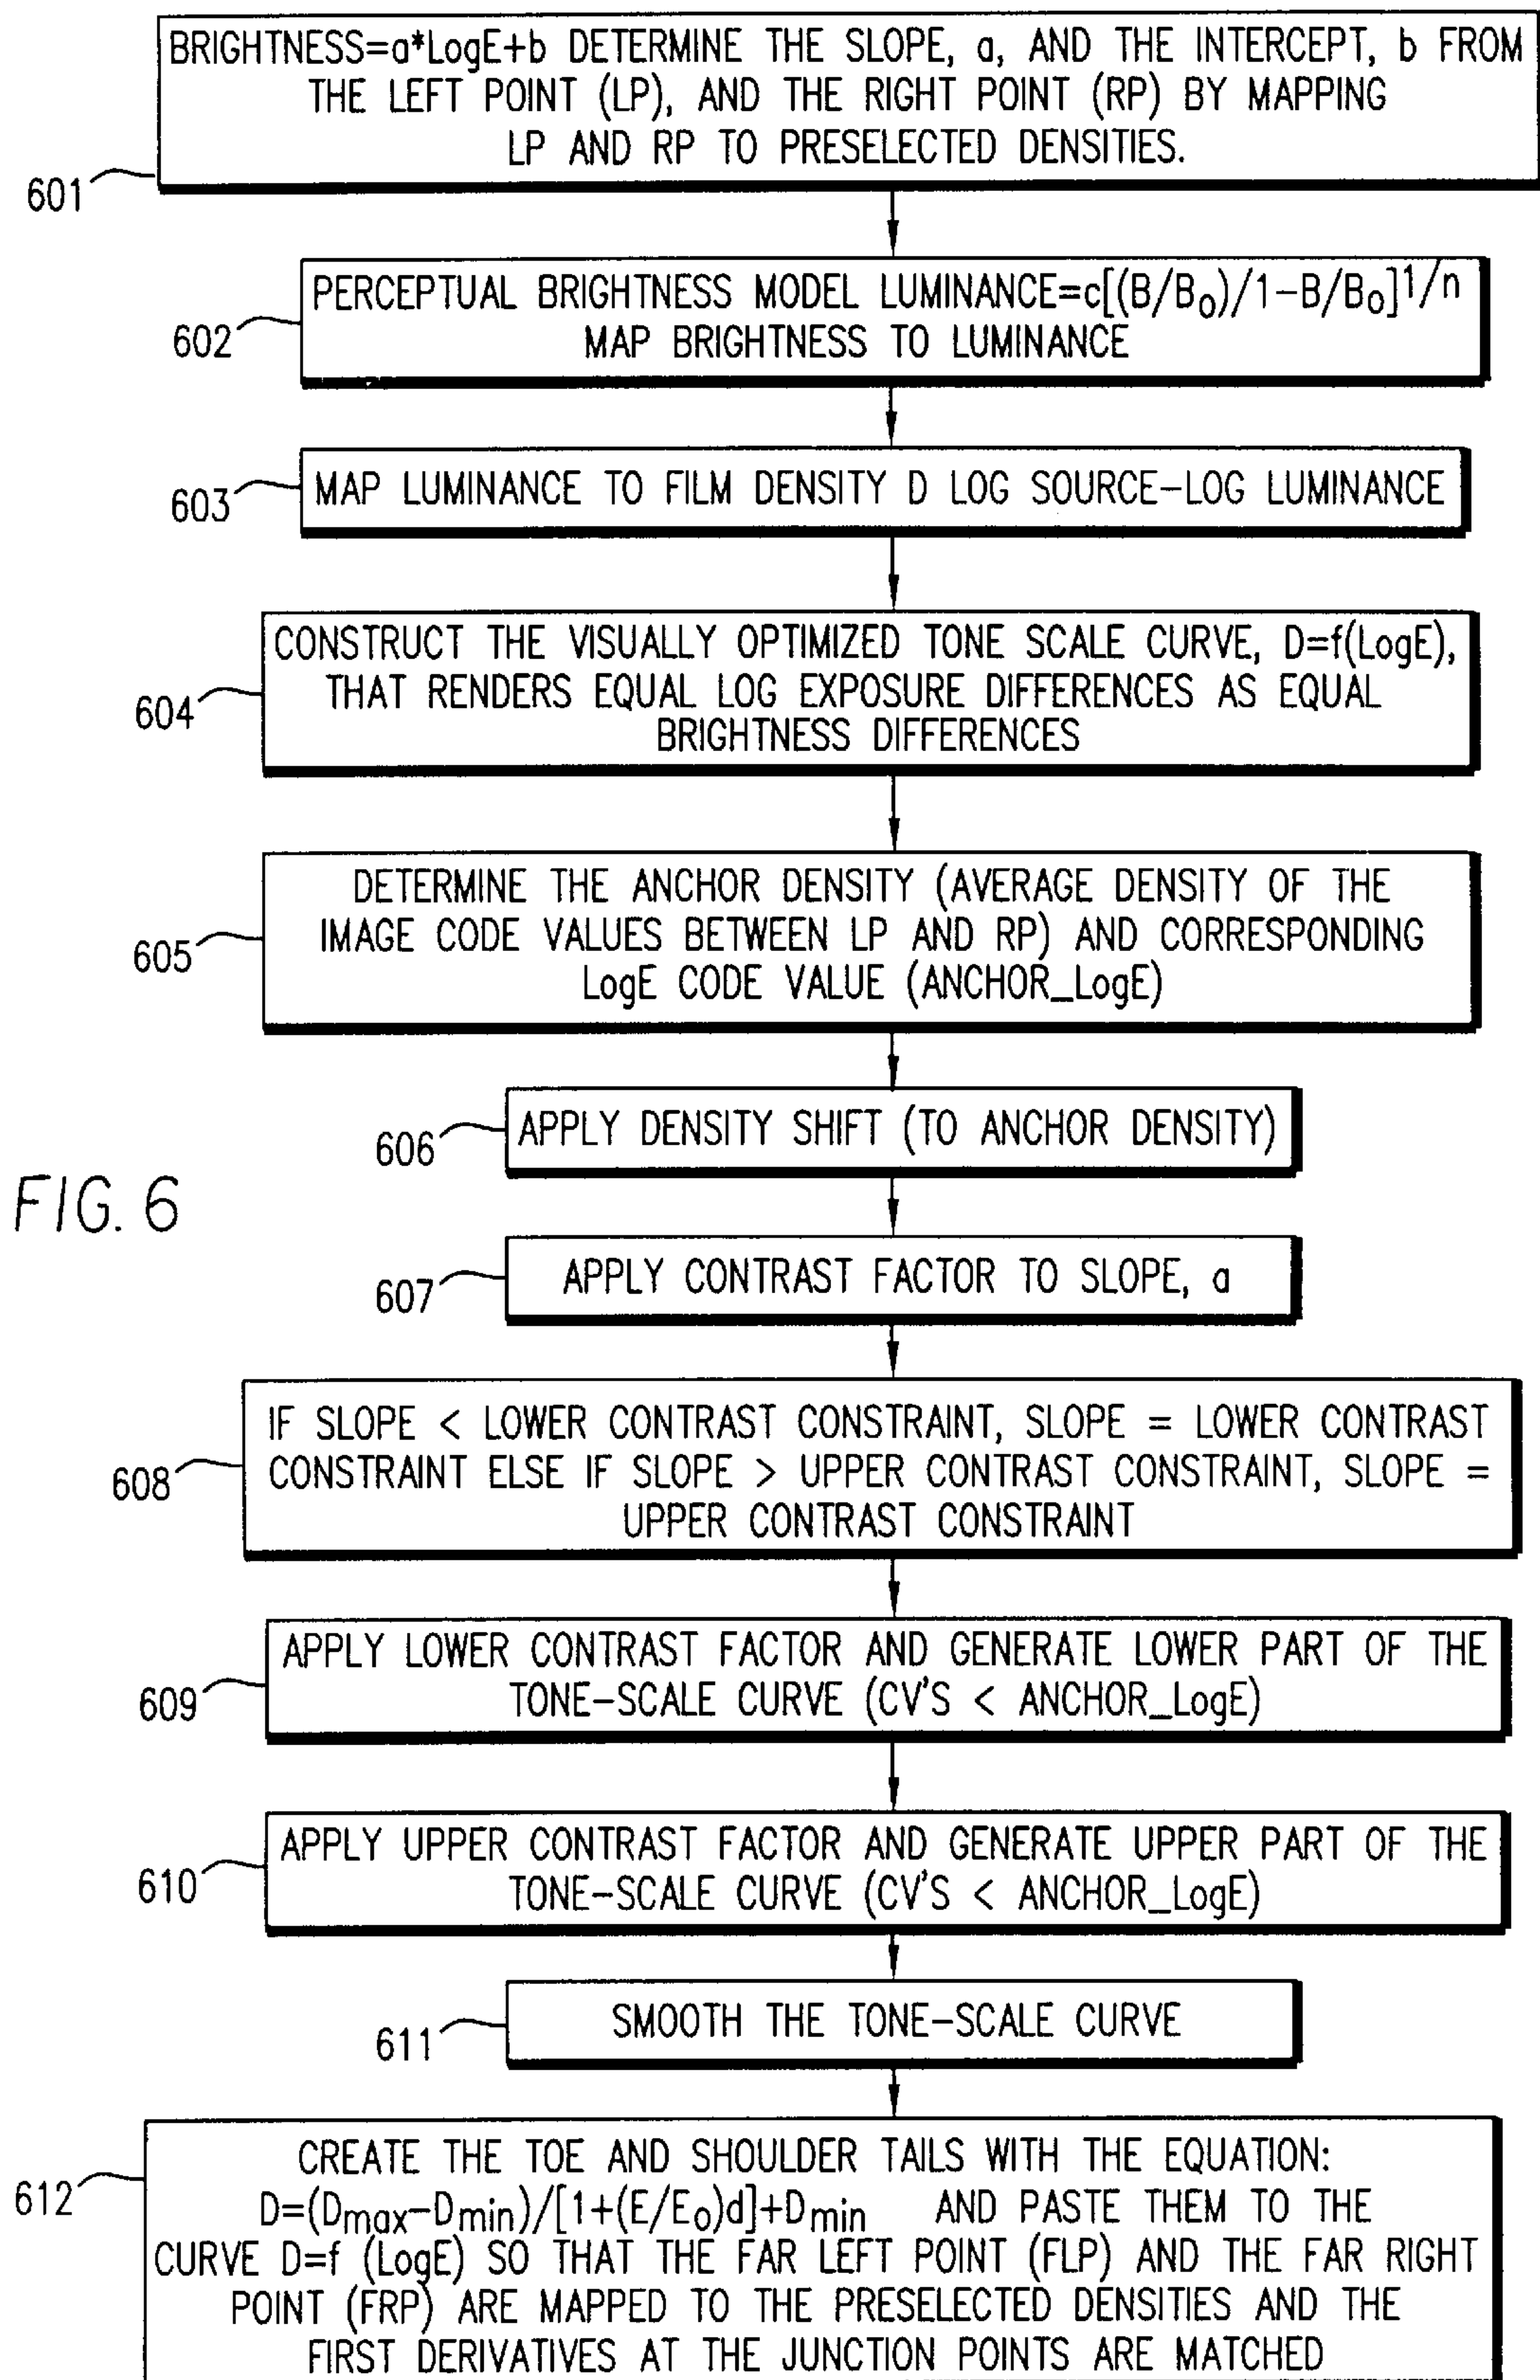 BRIGHTNESS=a*LogE+b DETERMINE THE SLOPE, a, AND THE INTERCEPT, b FROM
THE LEFT POINT (LP), AND THE RIGHT POINT (RP) BY MAPPING
LP AND RP TO PRESELECTED DENSITIES.
601
PERCEPTUAL BRIGHTNESS MODEL LUMINANCE=c[(B/B₀)/1-B/B₀]¹/ⁿ
MAP BRIGHTNESS TO LUMINANCE
602
MAP LUMINANCE TO FILM DENSITY D LOG SOURCE-LOG LUMINANCE
603
CONSTRUCT THE VISUALLY OPTIMIZED TONE SCALE CURVE, D=f(LogE),
THAT RENDERS EQUAL LOG EXPOSURE DIFFERENCES AS EQUAL
BRIGHTNESS DIFFERENCES
604
DETERMINE THE ANCHOR DENSITY (AVERAGE DENSITY OF THE
IMAGE CODE VALUES BETWEEN LP AND RP) AND CORRESPONDING
LogE CODE VALUE (ANCHOR_LogE)
605
APPLY DENSITY SHIFT (TO ANCHOR DENSITY)
606
FIG. 6
APPLY CONTRAST FACTOR TO SLOPE, a
607
IF SLOPE < LOWER CONTRAST CONSTRAINT, SLOPE = LOWER CONTRAST
CONSTRAINT ELSE IF SLOPE > UPPER CONTRAST CONSTRAINT, SLOPE =
UPPER CONTRAST CONSTRAINT
608
APPLY LOWER CONTRAST FACTOR AND GENERATE LOWER PART OF THE
TONE-SCALE CURVE (CV'S < ANCHOR_LogE)
609
APPLY UPPER CONTRAST FACTOR AND GENERATE UPPER PART OF THE
TONE-SCALE CURVE (CV'S < ANCHOR_LogE)
610
SMOOTH THE TONE-SCALE CURVE
611
CREATE THE TOE AND SHOULDER TAILS WITH THE EQUATION:
D=(Dmax-Dmin)/[1+(E/E₀)d]+Dmin AND PASTE THEM TO THE
CURVE D=f (LogE) SO THAT THE FAR LEFT POINT (FLP) AND THE FAR RIGHT
POINT (FRP) ARE MAPPED TO THE PRESELECTED DENSITIES AND THE
FIRST DERIVATIVES AT THE JUNCTION POINTS ARE MATCHED
612